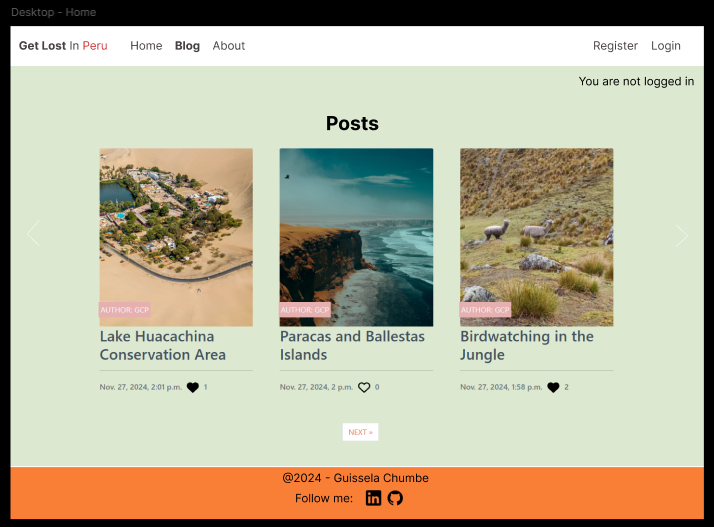 Desktop - Home
Get Lost In Peru Home Blog About Register Login
You are not logged in
Posts
AUTHOR: GCP AUTHOR: GCP AUTHOR: GCP
Lake Huacachina
Conservation Area
Paracas and Ballestas
Islands
Birdwatching in the
Jungle
Nov. 27, 2024, 2:01 p.m. 1
Nov. 27, 2024, 2 p.m. 0
Nov. 27, 2024, 1:58 p.m. 2
NEXT »
@2024 - Guissela Chumbe
Follow me: in